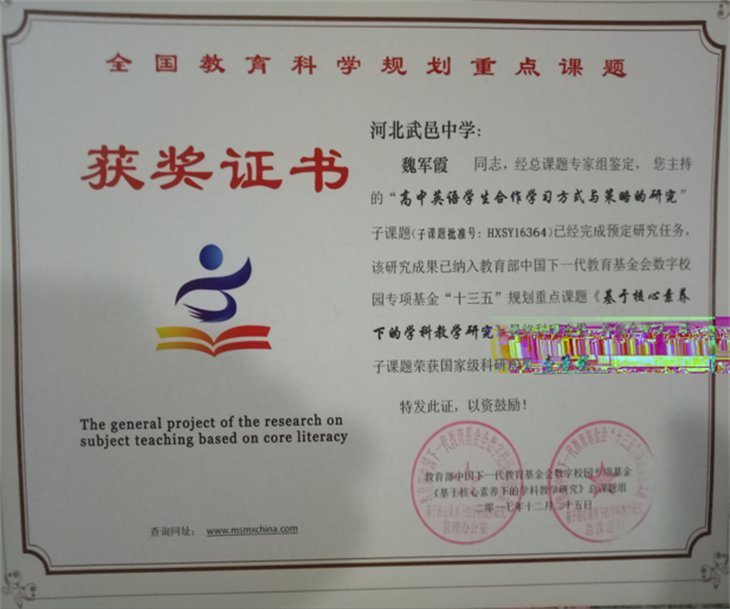 全国教育科学规划重点课题
获奖证书
河北武邑中学：
魏军霞 同志，经总课题专家组鉴定，您主持
的“高中英语学生合作学习方式与策略的研究”
子课题(子课题批准号：HXSY16364)已经完成预定研究任务，
该研究成果已纳入教育部中国下一代教育基金会数字校
园专项基金“十三五”规划重点课题《基于核心素养
下的学科教学研究》
子课题荣获国家级科研
特发此证，以资鼓励！
The general project of the research on
subject teaching based on core literacy
教育部中国下一代教育基金会数字校园专项基金
《基于核心素养下的学科教学研究》总课题组
二零一七年十二月二十五日
查询网址： www.msmxchina.com